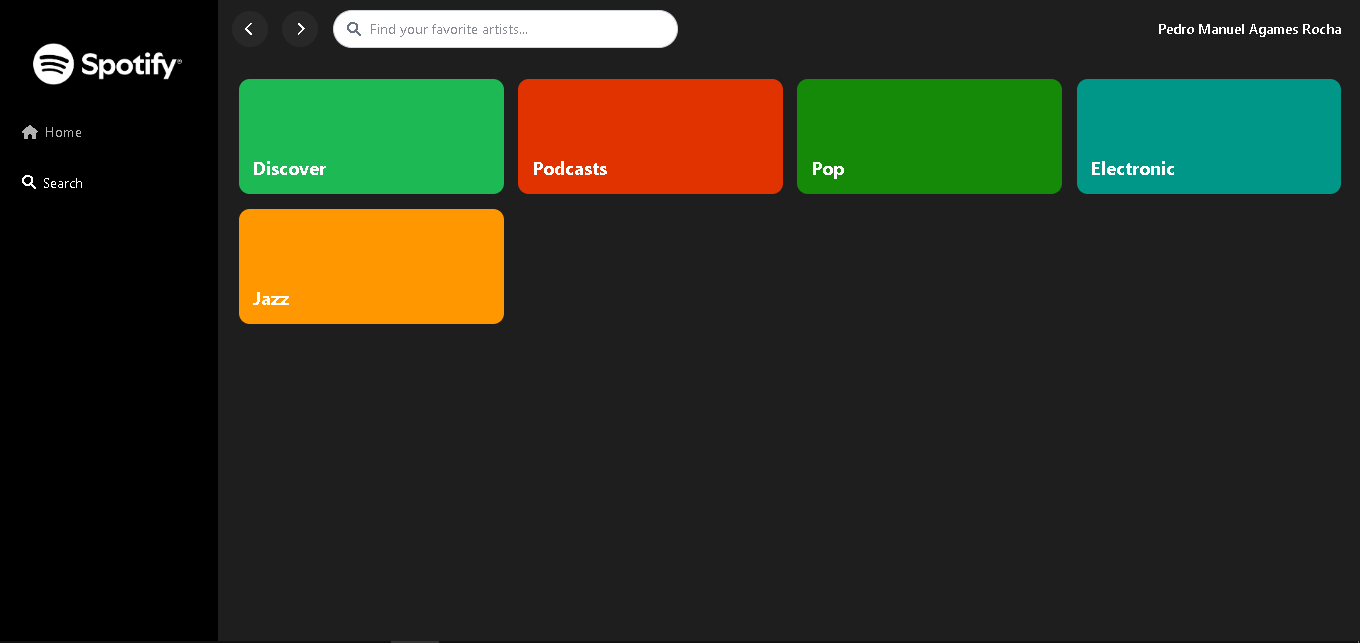 Spotify®
Home
Search
Find your favorite artists...
Pedro Manuel Agames Rocha
Discover
Podcasts
Pop
Electronic
Jazz